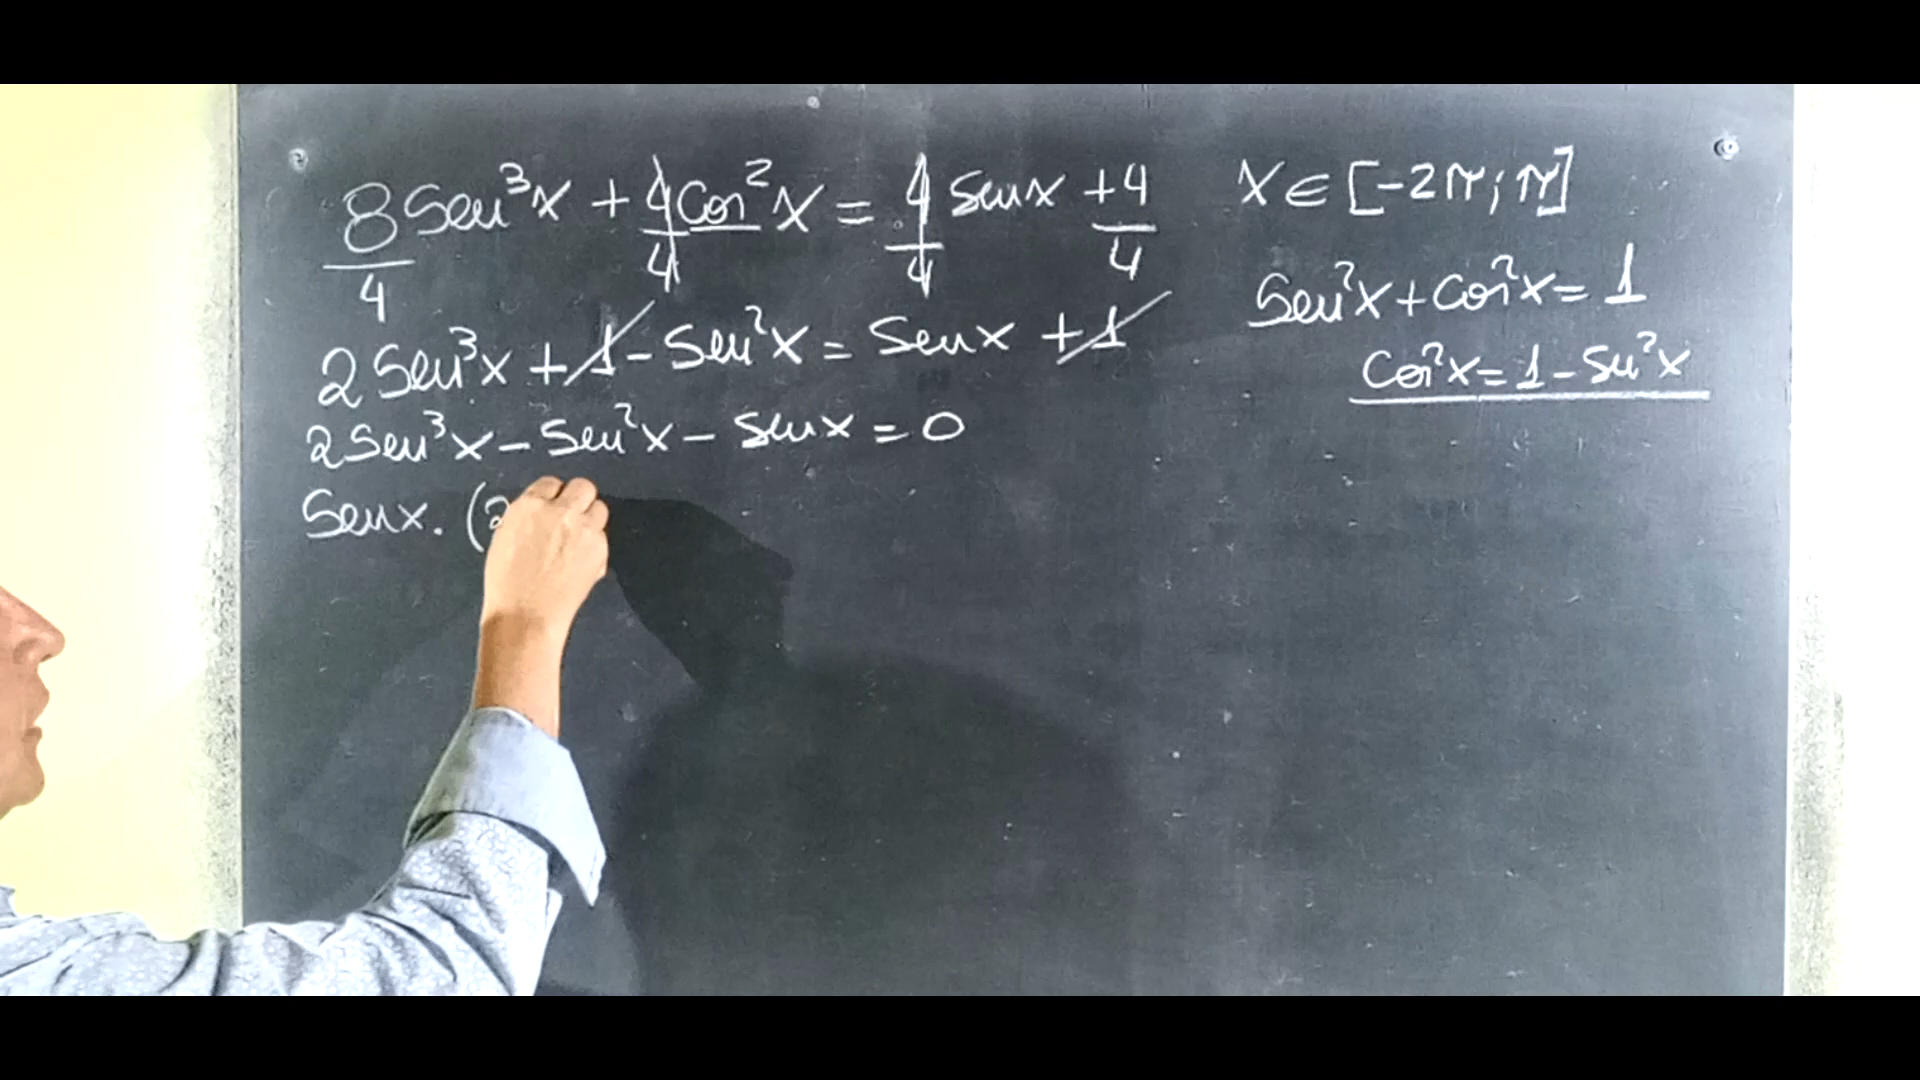 8 Sen³x + 4 cos²x = 4 senx + 4   x ∈ [-2π; π]
4   4   4   4
Sen²x + cos²x = 1
2 Sen³x + 1 - Sen²x = Senx + 1
cos²x = 1 - Sen²x
2 Sen³x - Sen²x - senx = 0
Senx. (2